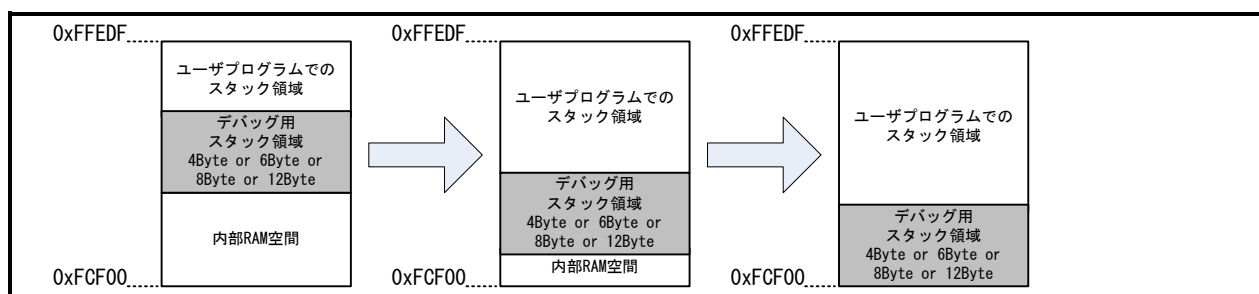 0xFFEDF
ユーザプログラムでの
スタック領域
デバッグ用
スタック領域
4Byte or 6Byte or
8Byte or 12Byte
内部RAM空間
0xFCF00
0xFFEDF
ユーザプログラムでの
スタック領域
デバッグ用
スタック領域
4Byte or 6Byte or
8Byte or 12Byte
内部RAM空間
0xFCF00
0xFFEDF
ユーザプログラムでの
スタック領域
デバッグ用
スタック領域
4Byte or 6Byte or
8Byte or 12Byte
0xFCF00